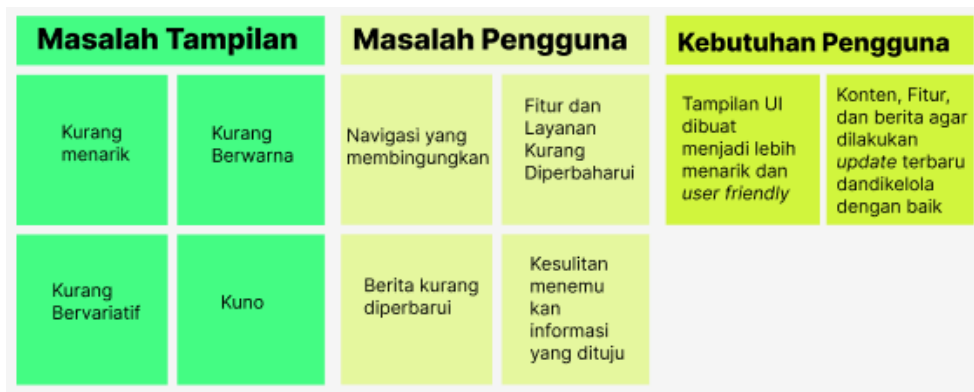 Masalah Tampilan
Kurang
menarik
Kurang
Berwarna
Kurang
Bervariatif
Kuno
Masalah Pengguna
Navigasi yang
membingungkan
Fitur dan
Layanan
Kurang
Diperbaharui
Berita kurang
diperbarui
Kesulitan
menemu
kan
informasi
yang dituju
Kebutuhan Pengguna
Tampilan UI
dibuat
menjadi lebih
menarik dan
user friendly
Konten, Fitur,
dan berita agar
dilakukan
update terbaru
dandikelola
dengan baik